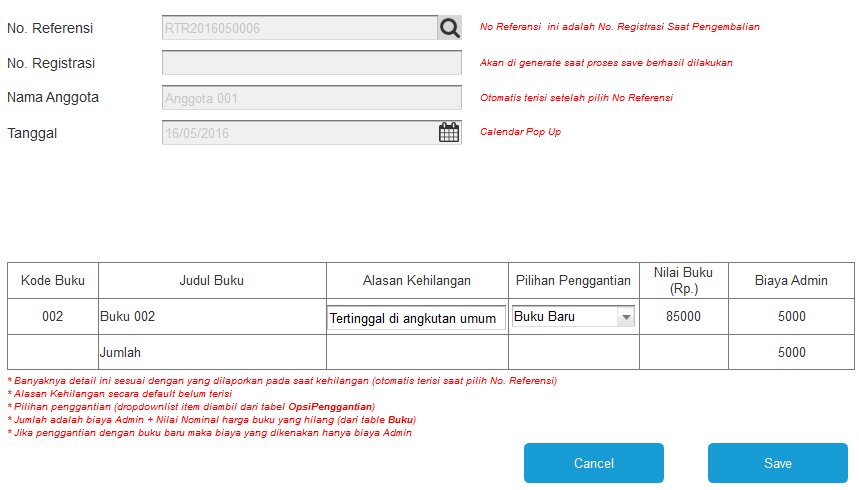 No. Referensi RTR2016050006 No Referansi ini adalah No. Registrasi Saat Pengembalian
No. Registrasi Akan di generate saat proses save berhasil dilakukan
Nama Anggota Anggota 001 Otomatis terisi setelah pilih No Referensi
Tanggal 16/05/2016 Calendar Pop Up
Kode Buku Judul Buku Alasan Kehilangan Pilihan Penggantian Nilai Buku (Rp.) Biaya Admin
002 Buku 002 Tertinggal di angkutan umum Buku Baru 85000 5000
Jumlah 5000
* Banyaknya detail ini sesuai dengan yang dilaporkan pada saat kehilangan (otomatis terisi saat pilih No. Referensi)
* Alasan Kehilangan secara default belum terisi
* Pilihan penggantian (dropdownlist item diambil dari tabel OpsiPenggantian)
* Jumlah adalah biaya Admin + Nilai Nominal harga buku yang hilang (dari table Buku)
* Jika penggantian dengan buku baru maka biaya yang dikenakan hanya biaya Admin
Cancel Save